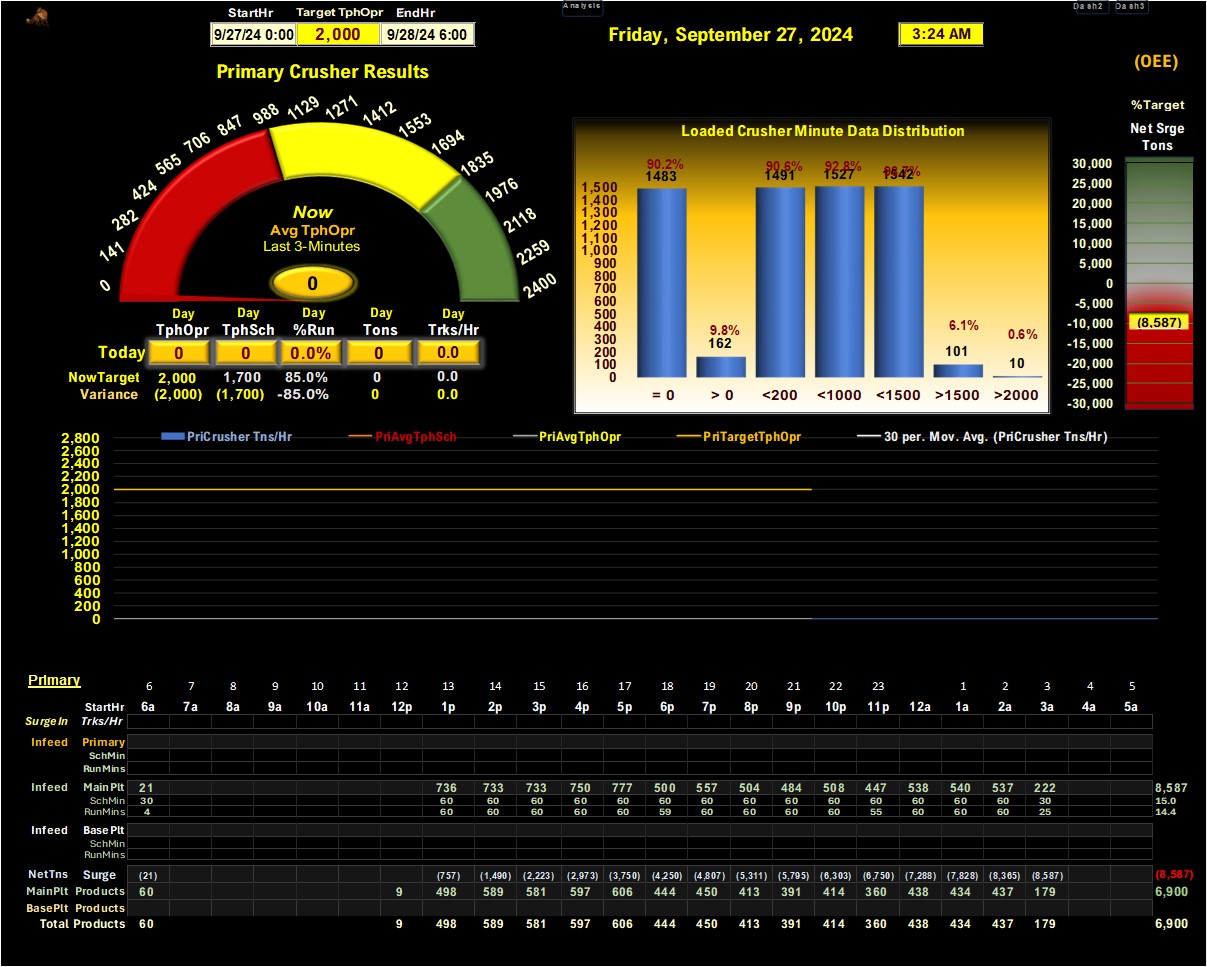 Analysis
Dash2 Dash3
StartHr Target TphOpr EndHr
9/27/24 0:00 2,000 9/28/24 6:00
Friday, September 27, 2024 3:24 AM
(OEE)
Primary Crusher Results
0 141 282 424 565 706 847 988 1129 1271 1412 1553 1694 1835 1976 2118 2259 2400
Now
Avg TphOpr
Last 3-Minutes
0
Day Day Day Day Day
TphOpr TphSch %Run Tons Trks/Hr
Today 0 0 0.0% 0 0.0
NowTarget 2,000 1,700 85.0% 0 0.0
Variance (2,000) (1,700) -85.0% 0 0.0
Loaded Crusher Minute Data Distribution
90.2% 90.6% 92.8%
1483 1491 1527 1542
9.8% 6.1% 0.6%
162 101 10
1,500
1,400
1,300
1,200
1,100
1,000
900
800
700
600
500
400
300
200
100
0
= 0 > 0 <200 <1000 <1500 >1500 >2000
%Target
Net Srge
Tons
30,000
25,000
20,000
15,000
10,000
5,000
0
-5,000
-10,000 (8,587)
-15,000
-20,000
-25,000
-30,000
PriCrusher Tns/Hr PriAvgTphSch PriAvgTphOpr PriTargetTphOpr 30 per. Mov. Avg. (PriCrusher Tns/Hr)
2,800
2,600
2,400
2,200
2,000
1,800
1,600
1,400
1,200
1,000
800
600
400
200
0
Primary
6 7 8 9 10 11 12 13 14 15 16 17 18 19 20 21 22 23 1 2 3 4 5
StartHr 6a 7a 8a 9a 10a 11a 12p 1p 2p 3p 4p 5p 6p 7p 8p 9p 10p 11p 12a 1a 2a 3a 4a 5a
Surge In Trks/Hr
Infeed Primary
SchMin
RunMins
Infeed Main Plt 21 736 733 733 750 777 500 557 504 484 508 447 538 540 537 222 8,587
SchMin 30 60 60 60 60 60 60 60 60 60 60 60 60 60 60 30 15.0
RunMins 4 60 60 60 60 60 59 60 60 60 60 55 60 60 60 25 14.4
Infeed Base Plt
SchMin
RunMins
NetTns Surge (21) (757) (1,490) (2,223) (2,973) (3,750) (4,250) (4,807) (5,311) (5,795) (6,303) (6,750) (7,288) (7,828) (8,365) (8,587) (8,587)
MainPlt Products 60 9 498 589 581 597 606 444 450 413 391 414 360 438 434 437 179 6,900
BasePlt Products
Total Products 60 9 498 589 581 597 606 444 450 413 391 414 360 438 434 437 179 6,900